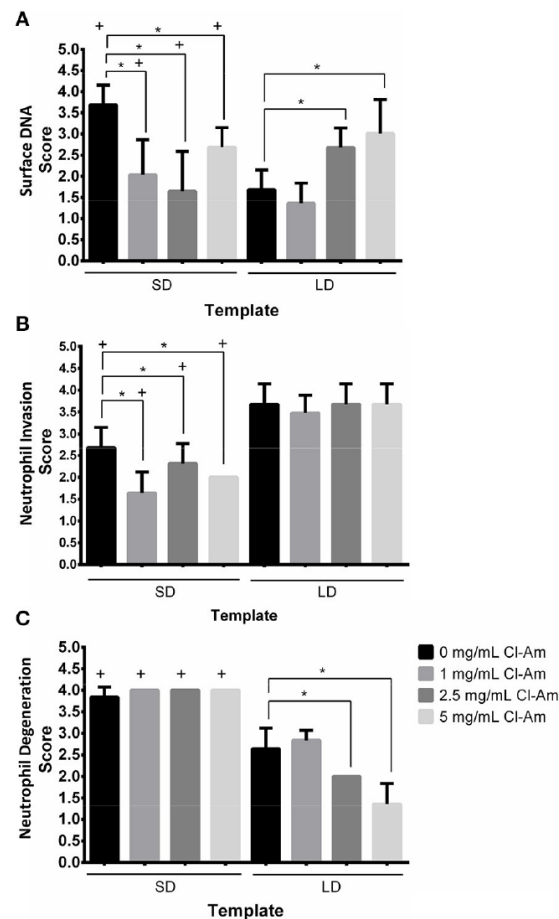 A
Surface DNA
Score
5.0
4.5
4.0
3.5
3.0
2.5
2.0
1.5
1.0
0.5
0.0
+
*
+
*
+
*
+
*
*
SD
LD
Template
B
Neutrophil Invasion
Score
5.0
4.5
4.0
3.5
3.0
2.5
2.0
1.5
1.0
0.5
0.0
+
*
+
*
+
*
+
SD
LD
Template
C
Neutrophil Degeneration
Score
5.0
4.5
4.0
3.5
3.0
2.5
2.0
1.5
1.0
0.5
0.0
+ + + +
*
*
SD
LD
Template
0 mg/mL Cl-Am
1 mg/mL Cl-Am
2.5 mg/mL Cl-Am
5 mg/mL Cl-Am